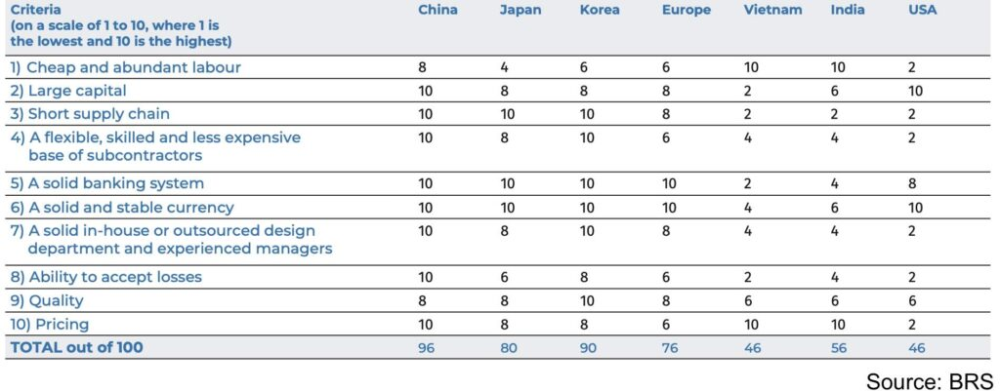 Criteria China Japan Korea Europe Vietnam India USA
(on a scale of 1 to 10, where 1 is
the lowest and 10 is the highest)
1) Cheap and abundant labour 8 4 6 6 10 10 2
2) Large capital 10 8 8 8 2 6 10
3) Short supply chain 10 10 10 8 2 2 2
4) A flexible, skilled and less expensive 10 8 10 6 4 4 2
base of subcontractors
5) A solid banking system 10 10 10 10 2 4 8
6) A solid and stable currency 10 10 10 10 4 6 10
7) A solid in-house or outsourced design 10 8 10 8 4 4 2
department and experienced managers
8) Ability to accept losses 10 6 8 6 2 4 2
9) Quality 8 8 10 8 6 6 6
10) Pricing 10 8 8 6 10 10 2
TOTAL out of 100 96 80 90 76 46 56 46
Source: BRS